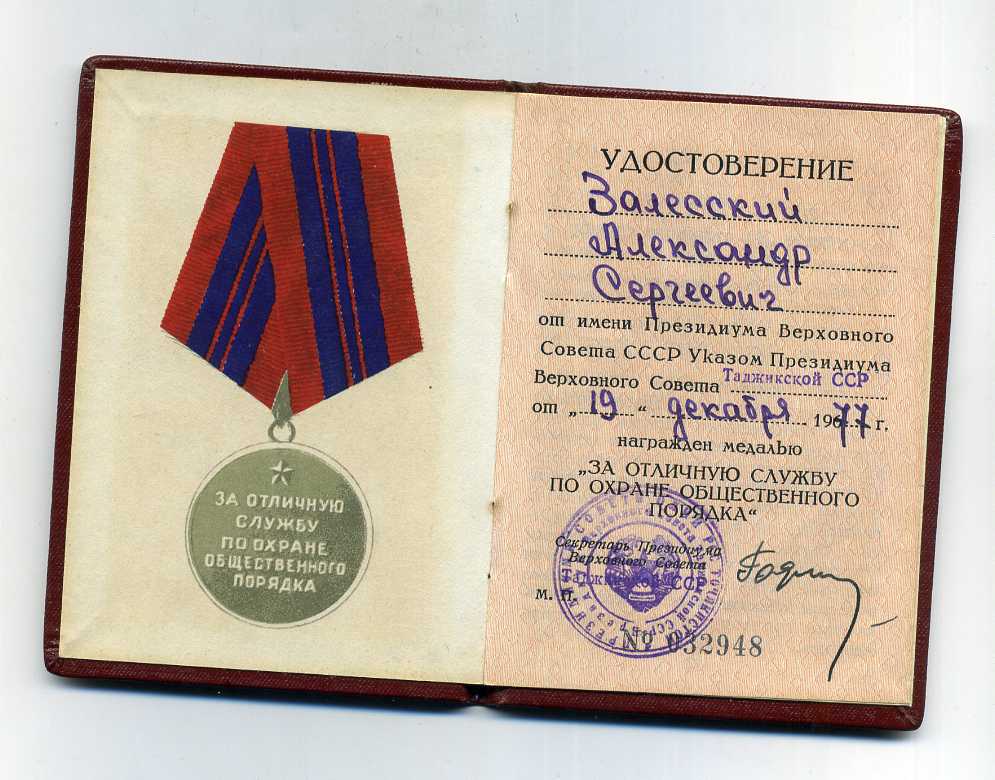 ЗА ОТЛИЧНУЮ
СЛУЖБУ
ПО ОХРАНЕ
ОБЩЕСТВЕННОГО
ПОРЯДКА
УДОСТОВЕРЕНИЕ
Залесский
Александр
Сергеевич
от имени Президиума Верховного
Совета СССР Указом Президиума
Верховного Совета Таджикской ССР
от „19“ декабря 1977 г.
награжден медалью
„ЗА ОТЛИЧНУЮ СЛУЖБУ
ПО ОХРАНЕ ОБЩЕСТВЕННОГО
ПОРЯДКА“
Секретарь Президиума
Верховного Совета
Таджикской ССР
м. п.
№ 032948